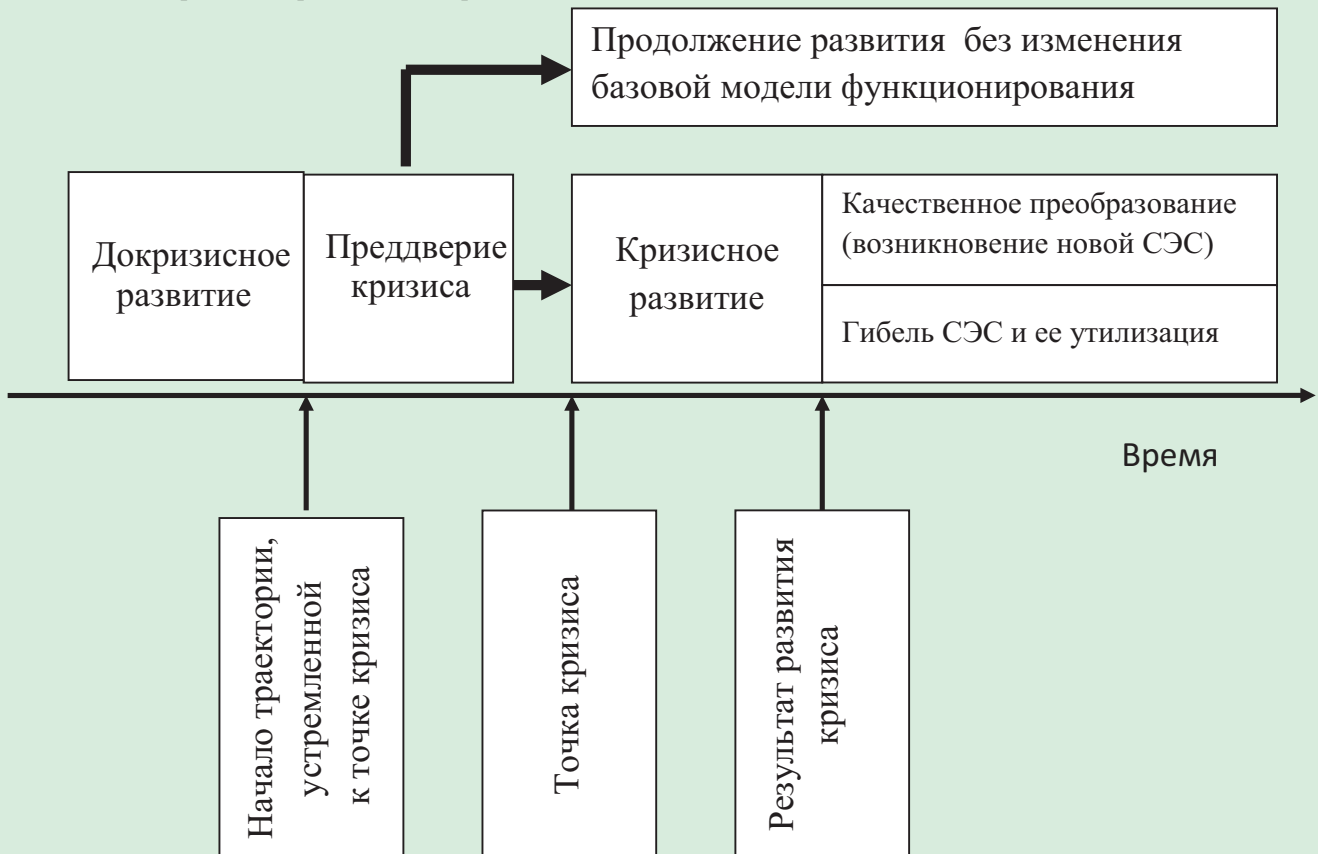 Продолжение развития без изменения
базовой модели функционирования
Докризисное
развитие
Преддверие
кризиса
Кризисное
развитие
Качественное преобразование
(возникновение новой СЭС)
Гибель СЭС и ее утилизация
Время
Начало траектории,
устремленной
к точке кризиса
Точка кризиса
Результат развития
кризиса